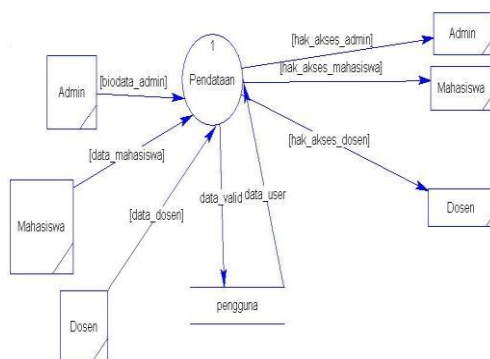 1
Pendataan
Admin
[biodata_admin]
[hak_akses_admin]
Admin
[hak_akses_mahasiswa]
Mahasiswa
[data_mahasiswa]
[hak_akses_dosen]
Mahasiswa
[data_dosen]
data_valid
data_user
Dosen
pengguna
Dosen